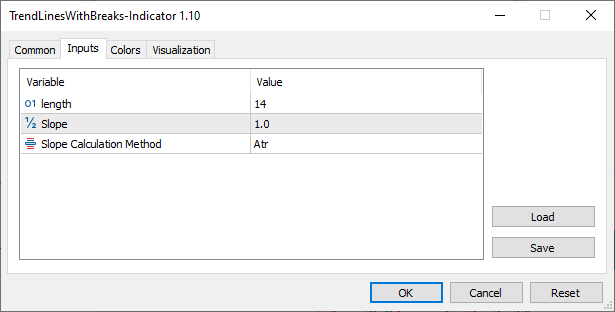 TrendLinesWithBreaks-Indicator 1.10
Common Inputs Colors Visualization
Variable Value
01 length 14
½ Slope 1.0
Slope Calculation Method Atr
Load
Save
OK Cancel Reset